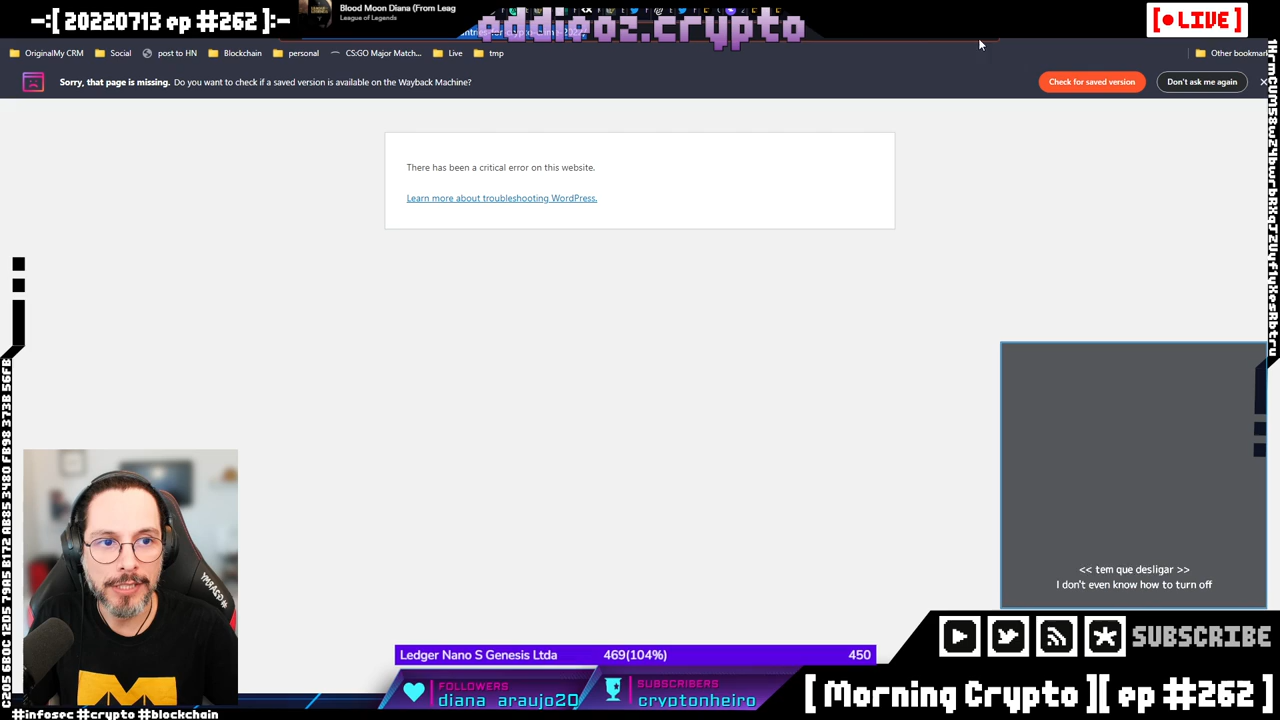 -:[ 20220713 ep #262 ]:-
Blood Moon Diana (From Leag
League of Legends
eddieoz.crypto
[ • LIVE ]
OriginalMy CRM
Social
post to HN
Blockchain
personal
CS:GO Major Match...
Live
tmp
Other bookmar
Sorry, that page is missing. Do you want to check if a saved version is available on the Wayback Machine?
Check for saved version
Don't ask me again
There has been a critical error on this website.
Learn more about troubleshooting WordPress.
<< tem que desligar >>
I don't even know how to turn off
Ledger Nano S Genesis Ltda 469(104%) 450
FOLLOWERS
diana_araujo20
SUBSCRIBERS
cryptonheiro
SUBSCRIBE
[ Morning Crypto ][ ep #262 ]
#infosec #crypto #blockchain